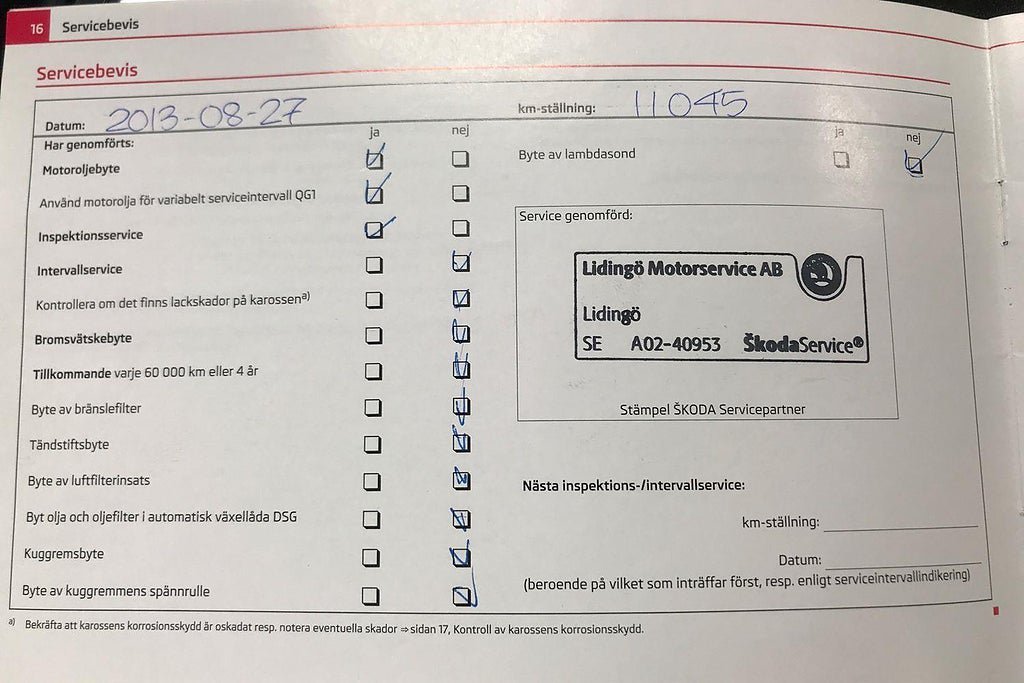 16 Servicebevis
Servicebevis
Datum: 2013-08-27
km-ställning: 11045
Har genomförts:
ja nej
Motoroljebyte
Använd motorolja för variabelt serviceintervall QG1
Inspektionsservice
Intervallservice
Kontrollera om det finns lackskador på karossen a)
Bromsvätskebyte
Tillkommande varje 60 000 km eller 4 år
Byte av bränslefilter
Tändstiftsbyte
Byte av luftfilterinsats
Byt olja och oljefilter i automatisk växellåda DSG
Kuggremsbyte
Byte av kuggremmens spännrulle
ja nej
Byte av lambdasond
Service genomförd:
Lidingö Motorservice AB
Lidingö
SE A02-40953 ŠkodaService®
Stämpel ŠKODA Servicepartner
Nästa inspektions-/intervallservice:
km-ställning:
Datum:
(beroende på vilket som inträffar först, resp. enligt serviceintervallindikering)
a) Bekräfta att karossens korrosionsskydd är oskadat resp. notera eventuella skador ⇒ sidan 17, Kontroll av karossens korrosionsskydd.